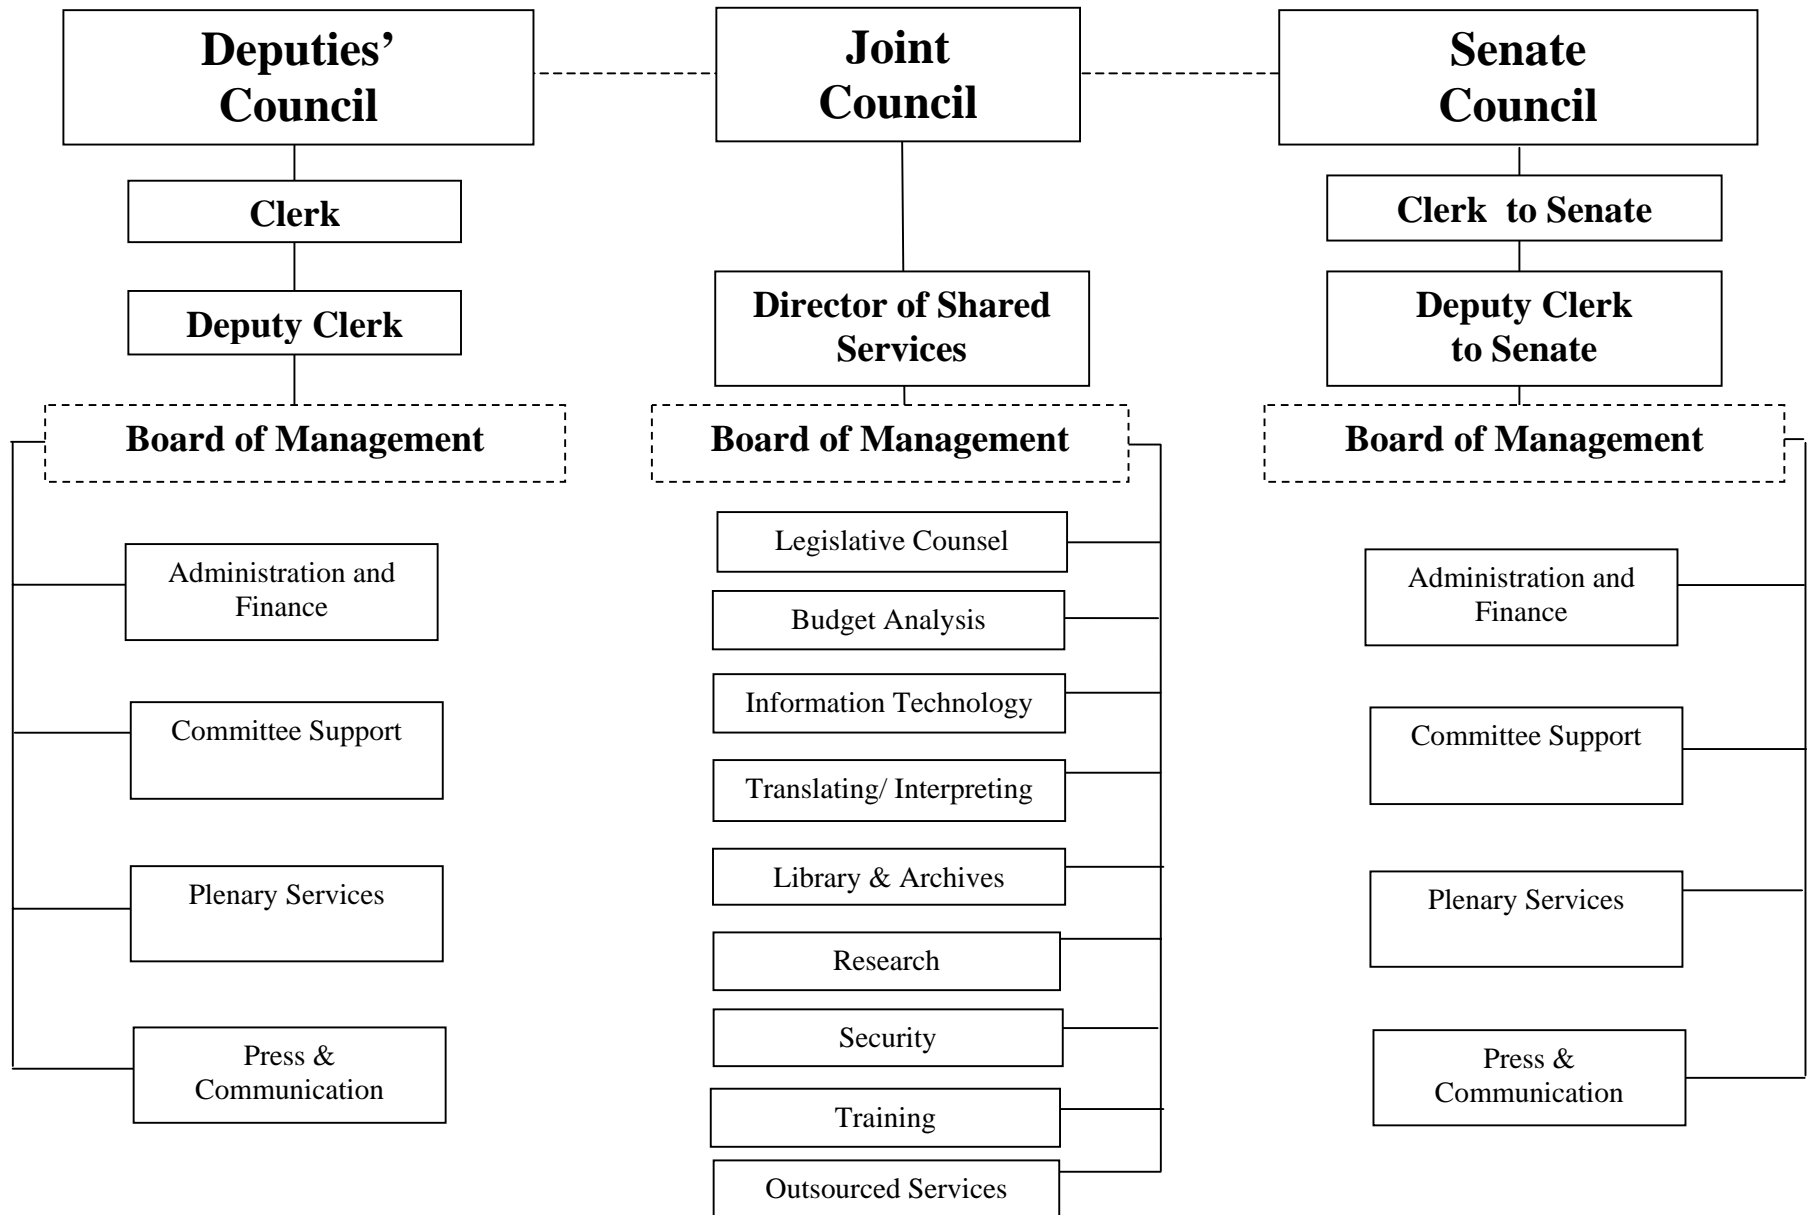 Deputies’
Council
Joint
Council
Senate
Council
Clerk
Deputy Clerk
Board of Management
Administration and
Finance
Committee Support
Plenary Services
Press &
Communication
Director of Shared
Services
Board of Management
Legislative Counsel
Budget Analysis
Information Technology
Translating/ Interpreting
Library & Archives
Research
Security
Training
Outsourced Services
Clerk  to Senate
Deputy Clerk
to Senate
Board of Management
Administration and
Finance
Committee Support
Plenary Services
Press &
Communication